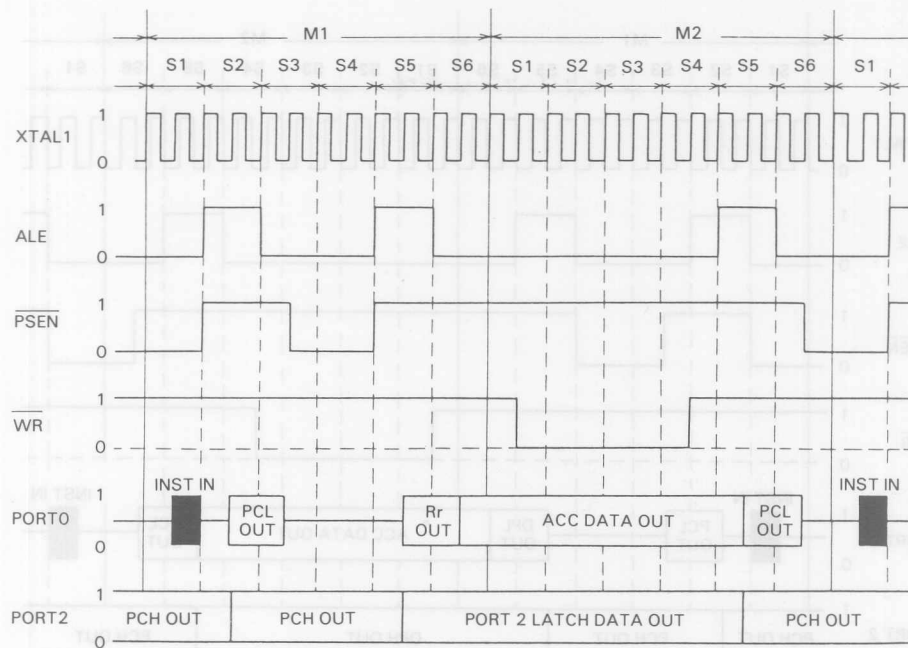 M1 M2
S1 S2 S3 S4 S5 S6 S1 S2 S3 S4 S5 S6 S1
1
XTAL1
0
1
ALE
0
1
PSEN
0
1
WR
0
INST IN INST IN
1
PORT0 PCL OUT Rr OUT ACC DATA OUT PCL OUT
0
1
PORT2 PCH OUT PCH OUT PORT 2 LATCH DATA OUT PCH OUT
0